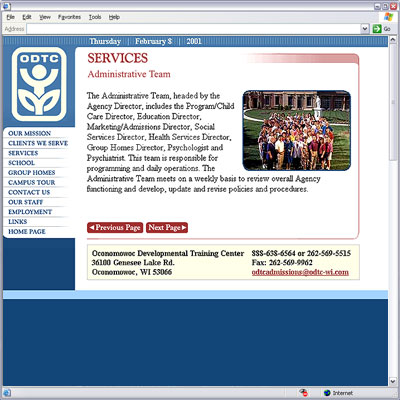 File Edit View Favorites Tools Help
Address Go
Thursday | February 8 | 2001
ODTC
SERVICES
Administrative Team
The Administrative Team, headed by the
Agency Director, includes the Program/Child
Care Director, Education Director,
Marketing/Admissions Director, Social
Services Director, Health Services Director,
Group Homes Director, Psychologist and
Psychiatrist. This team is responsible for
programming and daily operations. The
Administrative Team meets on a weekly basis to review overall Agency
functioning and develop, update and revise policies and procedures.
OUR MISSION
CLIENTS WE SERVE
SERVICES
SCHOOL
GROUP HOMES
CAMPUS TOUR
CONTACT US
OUR STAFF
EMPLOYMENT
LINKS
HOME PAGE
Previous Page Next Page
Oconomowoc Developmental Training Center 888-638-6564 or 262-569-5515
36100 Genesee Lake Rd. Fax: 262-569-9962
Oconomowoc, WI 53066 odtcadmissions@odtc-wi.com
Internet